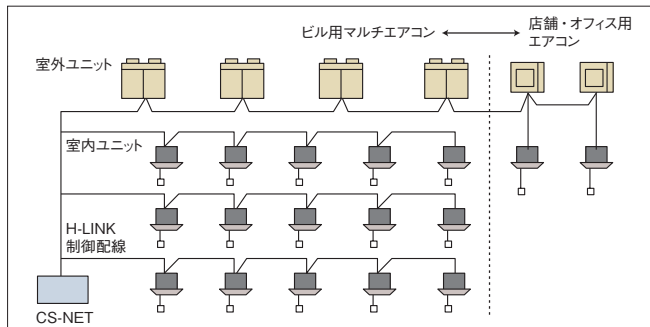 ビル用マルチエアコン
店舗・オフィス用
エアコン
室外ユニット
室内ユニット
H-LINK
制御配線
CS-NET